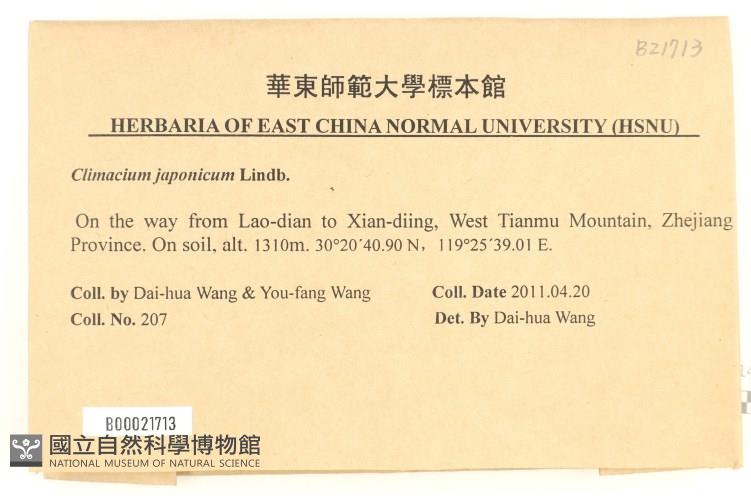 B21713
華東師範大學標本館
HERBARIA OF EAST CHINA NORMAL UNIVERSITY (HSNU)
Climacium japonicum Lindb.
On the way from Lao-dian to Xian-diing, West Tianmu Mountain, Zhejiang
Province. On soil, alt. 1310m. 30°20′40.90 N，119°25′39.01 E.
Coll. by Dai-hua Wang & You-fang Wang Coll. Date 2011.04.20
Coll. No. 207 Det. By Dai-hua Wang
B00021713
國立自然科學博物館
NATIONAL MUSEUM OF NATURAL SCIENCE